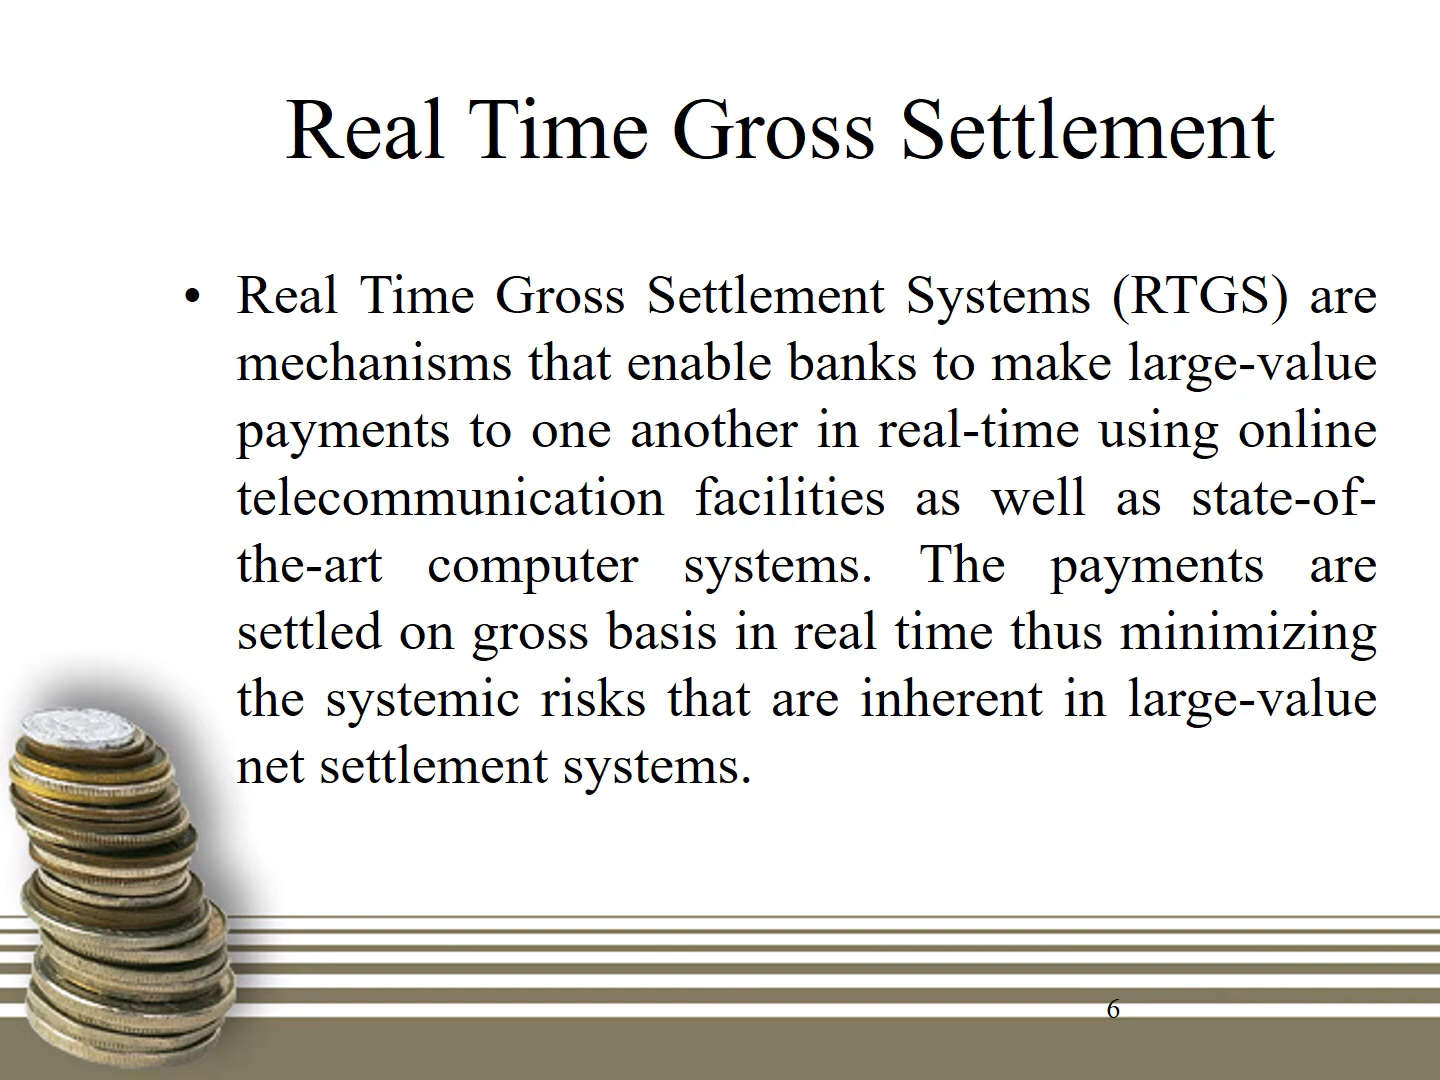 Real Time Gross Settlement
• Real Time Gross Settlement Systems (RTGS) are
mechanisms that enable banks to make large-value
payments to one another in real-time using online
telecommunication facilities as well as state-of-
the-art computer systems. The payments are
settled on gross basis in real time thus minimizing
the systemic risks that are inherent in large-value
net settlement systems.
6